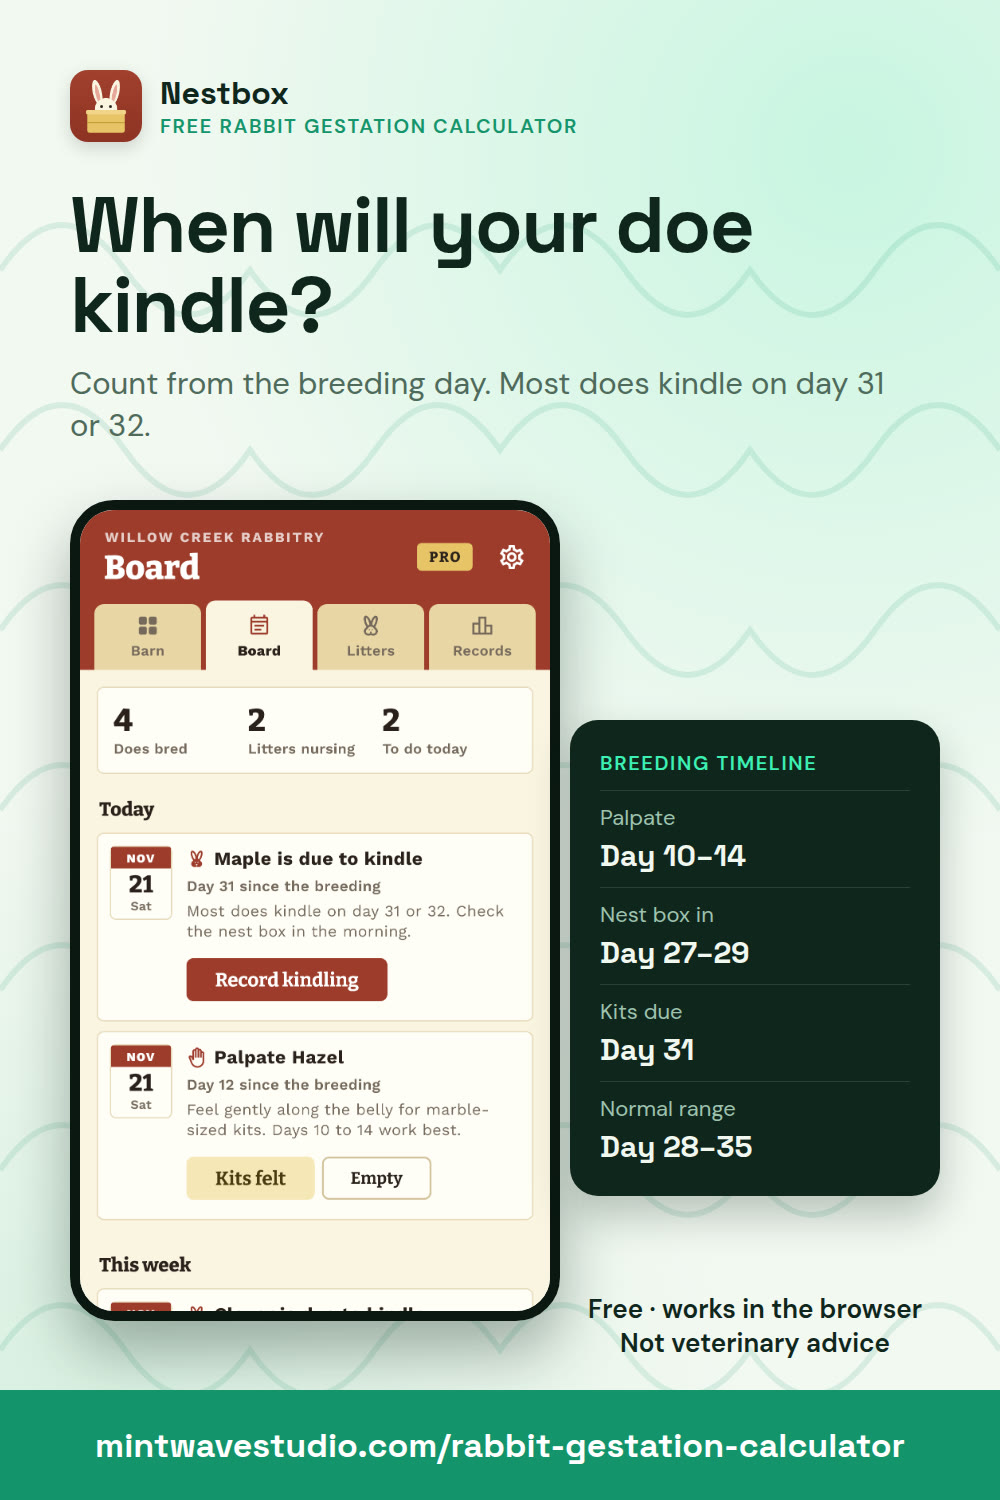 Nestbox
FREE RABBIT GESTATION CALCULATOR
When will your doe
kindle?
Count from the breeding day. Most does kindle on day 31
or 32.
WILLOW CREEK RABBITRY
Board
PRO
Barn
Board
Litters
Records
4
Does bred
2
Litters nursing
2
To do today
Today
NOV
21
Sat
Maple is due to kindle
Day 31 since the breeding
Most does kindle on day 31 or 32. Check
the nest box in the morning.
Record kindling
NOV
21
Sat
Palpate Hazel
Day 12 since the breeding
Feel gently along the belly for marble-
sized kits. Days 10 to 14 work best.
Kits felt
Empty
This week
BREEDING TIMELINE
Palpate
Day 10–14
Nest box in
Day 27–29
Kits due
Day 31
Normal range
Day 28–35
Free · works in the browser
Not veterinary advice
mintwavestudio.com/rabbit-gestation-calculator